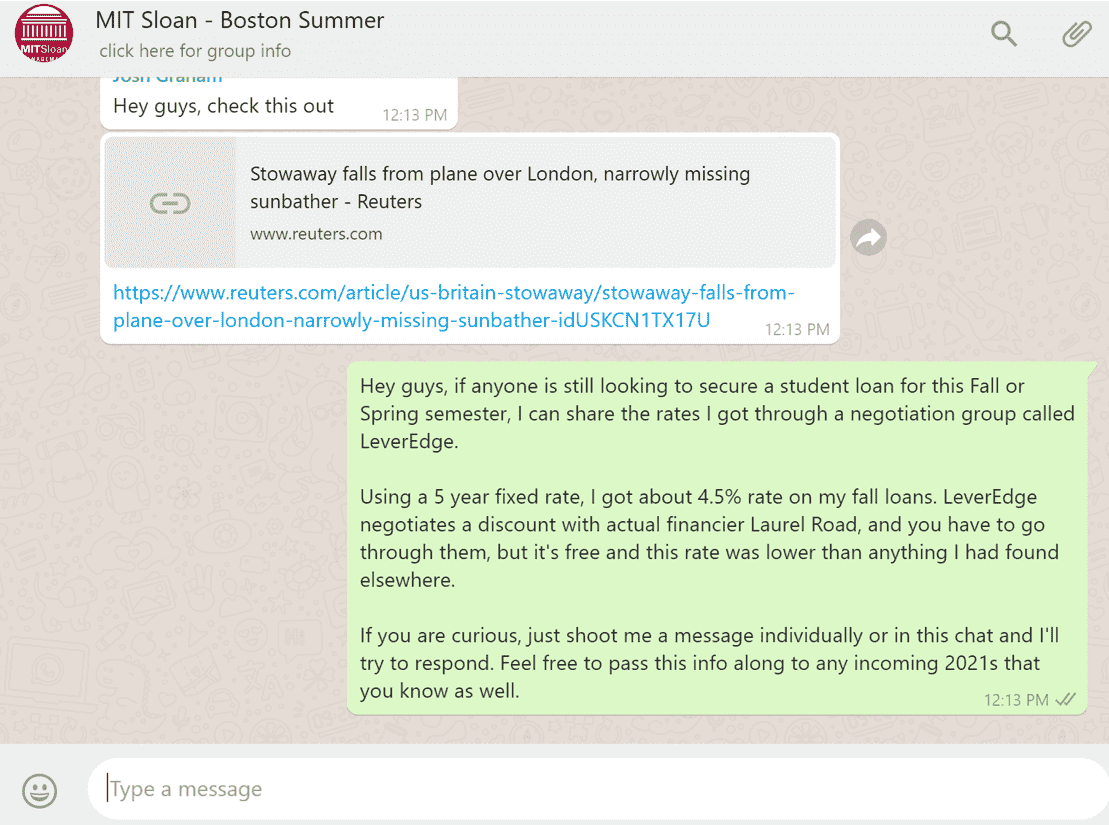 MIT Sloan - Boston Summer
click here for group info
MITSloan
Josh Graham
Hey guys, check this out
12:13 PM
Stowaway falls from plane over London, narrowly missing
sunbather - Reuters
www.reuters.com
https://www.reuters.com/article/us-britain-stowaway/stowaway-falls-from-
plane-over-london-narrowly-missing-sunbather-idUSKCN1TX17U
12:13 PM
Hey guys, if anyone is still looking to secure a student loan for this Fall or
Spring semester, I can share the rates I got through a negotiation group called
LeverEdge.
Using a 5 year fixed rate, I got about 4.5% rate on my fall loans. LeverEdge
negotiates a discount with actual financier Laurel Road, and you have to go
through them, but it's free and this rate was lower than anything I had found
elsewhere.
If you are curious, just shoot me a message individually or in this chat and I'll
try to respond. Feel free to pass this info along to any incoming 2021s that
you know as well.
12:13 PM
Type a message